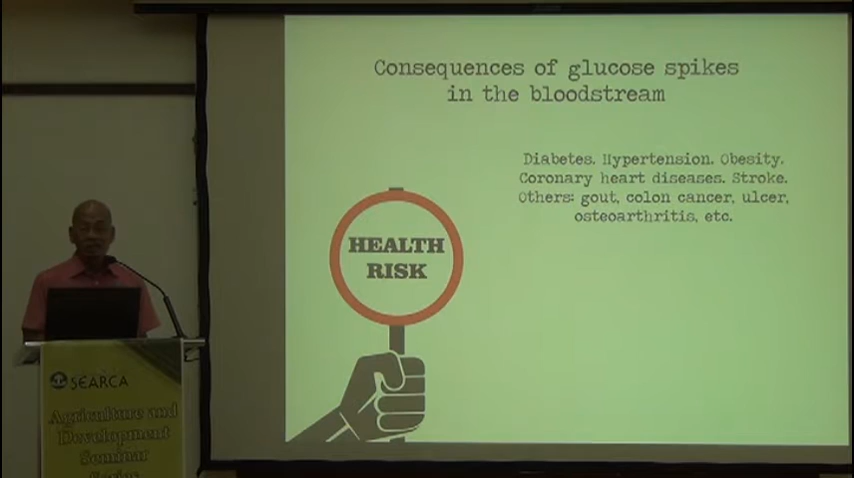 Consequences of glucose spikes
in the bloodstream
Diabetes. Hypertension. Obesity.
Coronary heart diseases. Stroke.
Others: gout, colon cancer, ulcer,
osteoarthritis, etc.
HEALTH
RISK
SEARCA
Agriculture and
Development
Seminar
Series